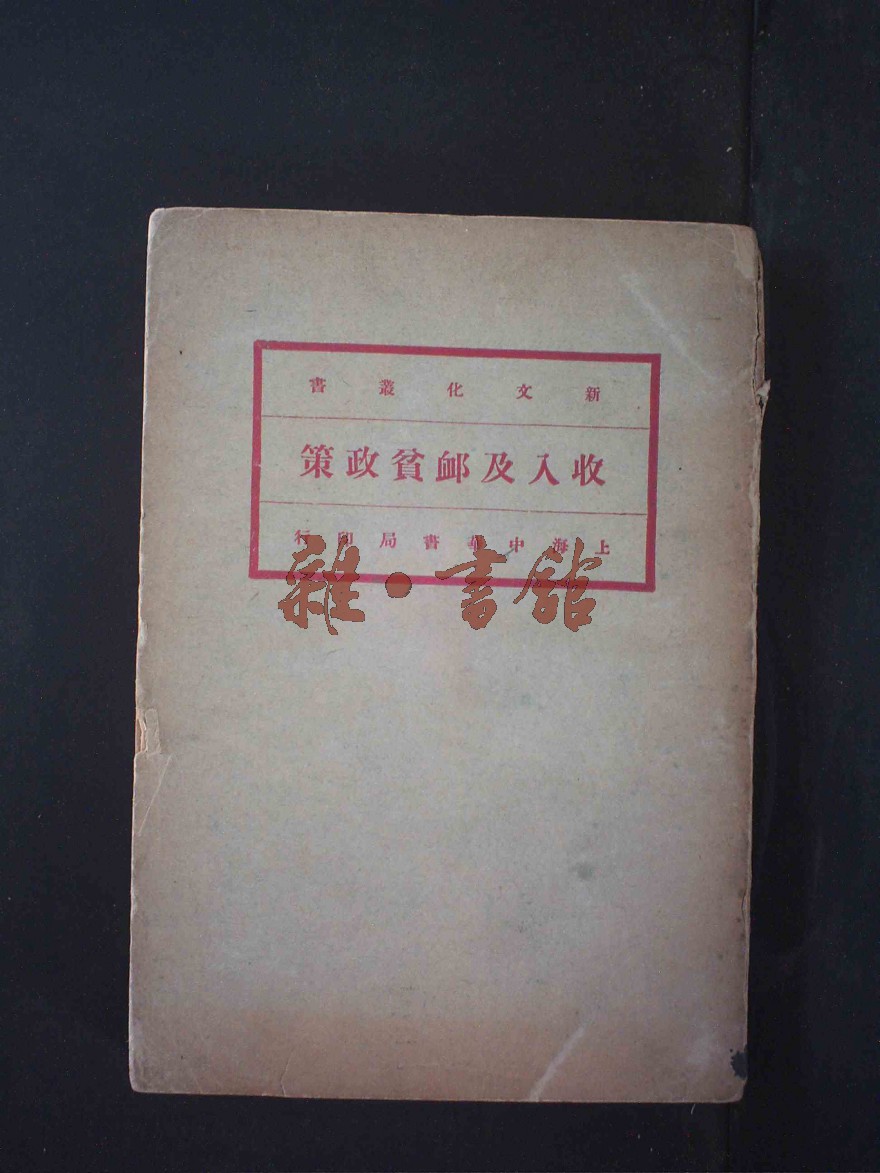 新文化叢書
收入及卹貧政策
上海中華書局印行
雜·書館